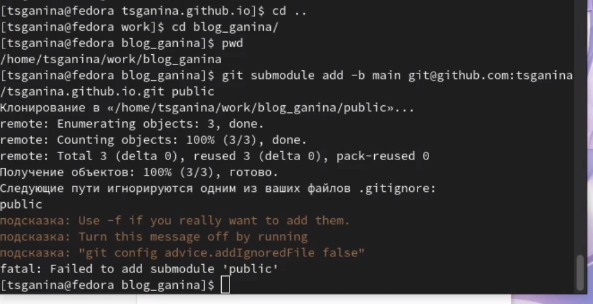 [tsganina@fedora tsganina.github.io]$ cd ..
[tsganina@fedora work]$ cd blog_ganina/
[tsganina@fedora blog_ganina]$ pwd
/home/tsganina/work/blog_ganina
[tsganina@fedora blog_ganina]$ git submodule add -b main git@github.com:tsganina
/tsganina.github.io.git public
Клонирование в «/home/tsganina/work/blog_ganina/public»...
remote: Enumerating objects: 3, done.
remote: Counting objects: 100% (3/3), done.
remote: Total 3 (delta 0), reused 3 (delta 0), pack-reused 0
Получение объектов: 100% (3/3), готово.
Следующие пути игнорируются одним из ваших файлов .gitignore:
public
подсказка: Use -f if you really want to add them.
подсказка: Turn this message off by running
подсказка: "git config advice.addIgnoredFile false"
fatal: Failed to add submodule 'public'
[tsganina@fedora blog_ganina]$